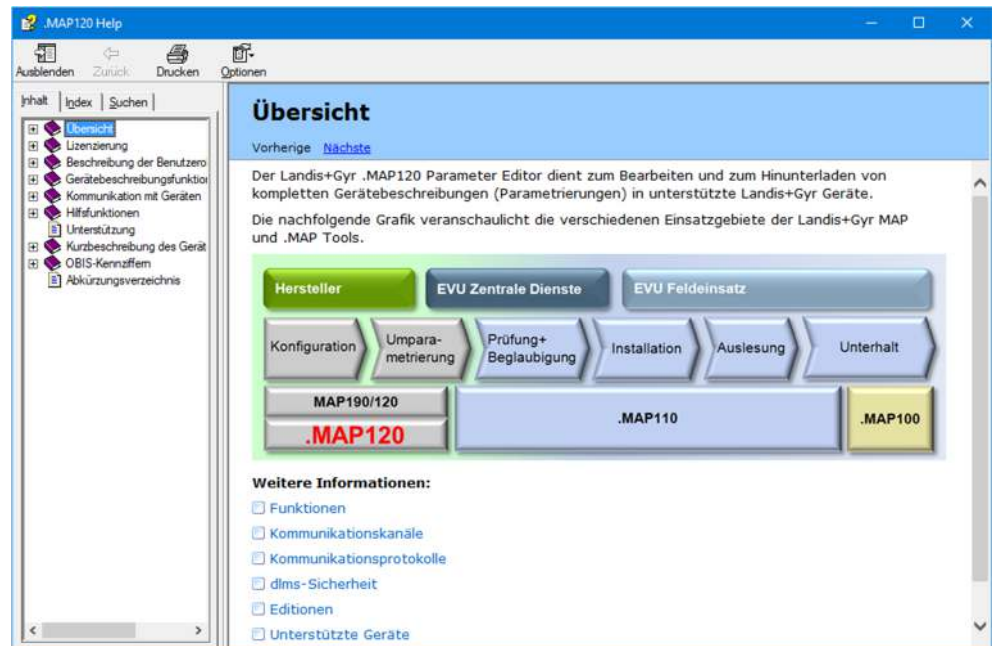 .MAP120 Help
Ausblenden Zurück Drucken Optionen
Inhalt Index Suchen
Übersicht
Lizenzierung
Beschreibung der Benutzero
Gerätebeschreibungsfunktion
Kommunikation mit Geräten
Hilfsfunktionen
Unterstützung
Kurzbeschreibung des Gerät
OBIS-Kennziffern
Abkürzungsverzeichnis
Übersicht
Vorherige Nächste
Der Landis+Gyr .MAP120 Parameter Editor dient zum Bearbeiten und zum Hinunterladen von
kompletten Gerätebeschreibungen (Parametrierungen) in unterstützte Landis+Gyr Geräte.
Die nachfolgende Grafik veranschaulicht die verschiedenen Einsatzgebiete der Landis+Gyr MAP
und .MAP Tools.
Hersteller EVU Zentrale Dienste EVU Feldeinsatz
Konfiguration
Umpara-
metrierung
Prüfung+
Beglaubigung
Installation
Auslesung
Unterhalt
MAP190/120
.MAP120
.MAP110
.MAP100
Weitere Informationen:
Funktionen
Kommunikationskanäle
Kommunikationsprotokolle
dlms-Sicherheit
Editionen
Unterstützte Geräte